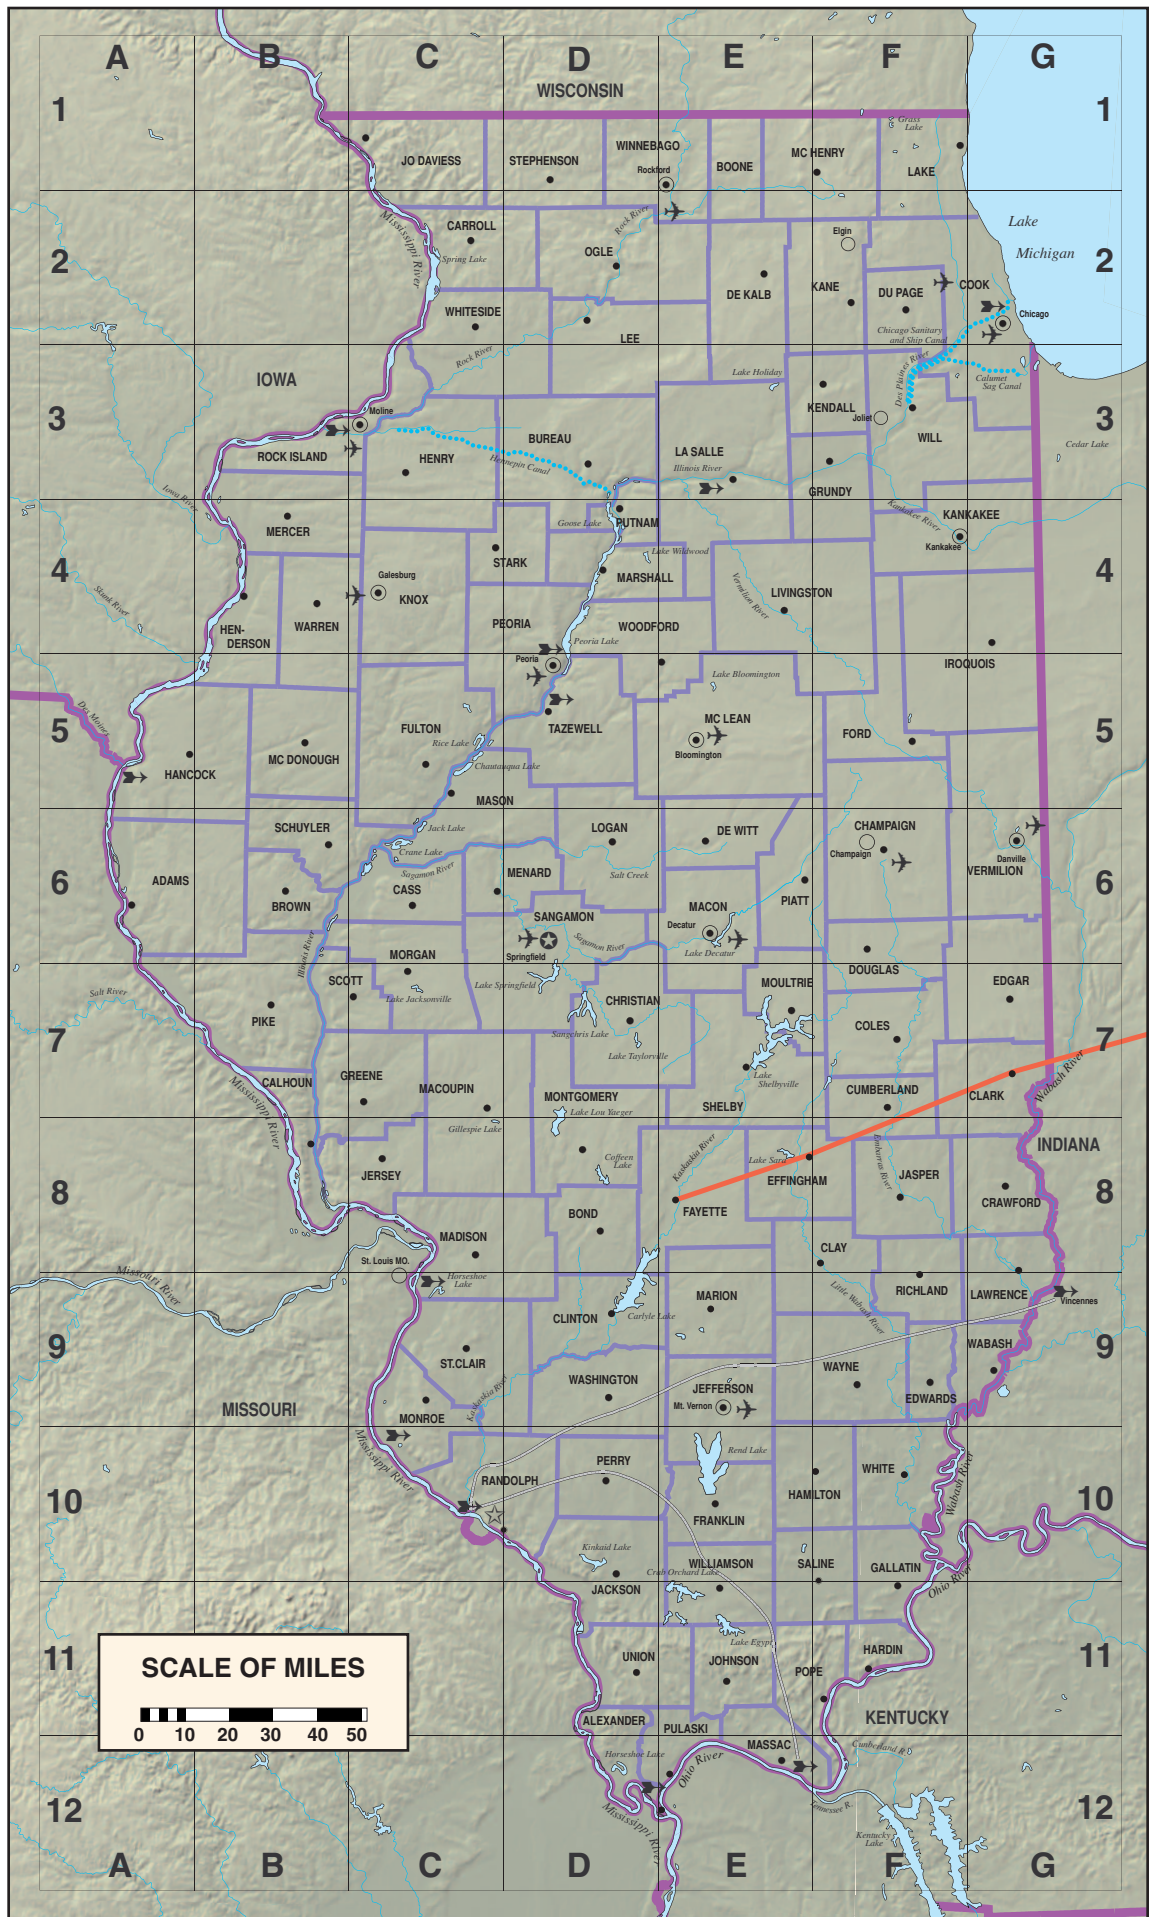 A B C D E F G
WISCONSIN
1 1
Grass
Lake
JO DAVIESS
STEPHENSON
WINNEBAGO
Rockford
BOONE
MC HENRY
LAKE
Mississippi River
CARROLL
Spring Lake
Rock River
OGLE
Elgin
Lake
Michigan
2 2
DE KALB
KANE
DU PAGE
COOK
Chicago
WHITESIDE
LEE
Chicago Sanitary
and Ship Canal
Rock River
IOWA
Lake Holiday
Des Plaines River
Calumet
Sag Canal
KENDALL
Joliet
3 3
Moline
ROCK ISLAND
HENRY
BUREAU
Hennepin Canal
LA SALLE
Illinois River
WILL
Cedar Lake
GRUNDY
Iowa River
MERCER
Goose Lake
PUTNAM
Kankakee River
KANKAKEE
Kankakee
STARK
Lake Wildwood
4 4
Skunk River
Galesburg
KNOX
MARSHALL
Vermilion River
LIVINGSTON
HEN-
DERSON
WARREN
PEORIA
WOODFORD
Peoria Lake
Peoria
IROQUOIS
Lake Bloomington
Des Moines
5 5
FULTON
TAZEWELL
MC LEAN
Bloomington
FORD
Rice Lake
MC DONOUGH
HANCOCK
Chautauqua Lake
MASON
SCHUYLER
Jack Lake
LOGAN
DE WITT
CHAMPAIGN
Champaign
Danville
VERMILION
Crane Lake
Sagamon River
MENARD
Salt Creek
6 6
ADAMS
BROWN
CASS
PIATT
SANGAMON
MACON
Decatur
Springfield
Sagamon River
Lake Decatur
Illinois River
MORGAN
DOUGLAS
SCOTT
Lake Jacksonville
Lake Springfield
MOULTRIE
EDGAR
Salt River
PIKE
CHRISTIAN
Sangchris Lake
COLES
7 7
Lake Taylorville
Lake
Shelbyville
CALHOUN
GREENE
MACOUPIN
MONTGOMERY
CUMBERLAND
CLARK
Wabash River
Mississippi River
Gillespie Lake
Lake Lou Yaeger
SHELBY
Embarras River
INDIANA
Coffeen
Lake
Kaskaskia River
Lake Sara
EFFINGHAM
JERSEY
JASPER
8 8
CRAWFORD
BOND
FAYETTE
MADISON
CLAY
St. Louis MO.
Missouri River
Horseshoe
Lake
MARION
Little Wabash River
RICHLAND
LAWRENCE
Vincennes
CLINTON
Carlyle Lake
9 9
ST.CLAIR
WABASH
WAYNE
WASHINGTON
JEFFERSON
Mt. Vernon
EDWARDS
Kaskaskia River
MISSOURI
MONROE
Mississippi River
Rend Lake
PERRY
WHITE
Wabash River
RANDOLPH
HAMILTON
10 10
FRANKLIN
Kinkaid Lake
WILLIAMSON
Crab Orchard Lake
SALINE
GALLATIN
Ohio River
JACKSON
Lake Egypt
HARDIN
11 11
UNION
JOHNSON
POPE
SCALE OF MILES
0 10 20 30 40 50
ALEXANDER
PULASKI
KENTUCKY
MASSAC
Cumberland R.
Horseshoe Lake
Ohio River
Tennessee R.
Mississippi River
12 12
Kentucky
Lake
A B C D E F G